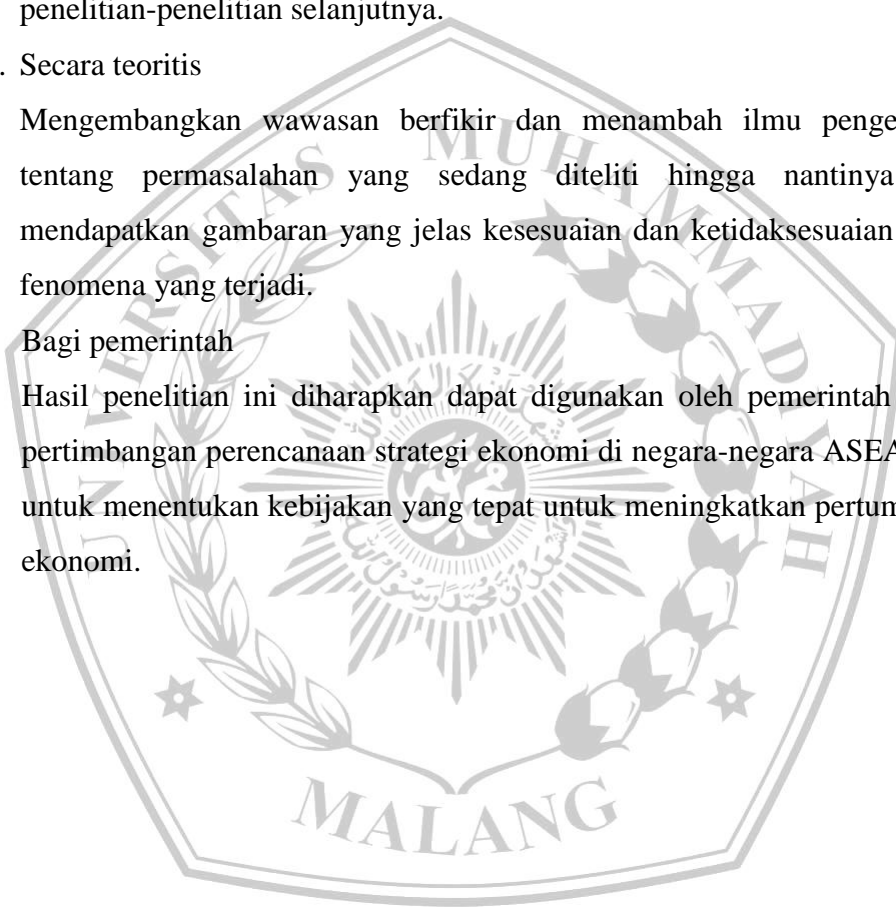 penelitian-penelitian selanjutnya.
. Secara teoritis
Mengembangkan wawasan berfikir dan menambah ilmu penge
tentang permasalahan yang sedang diteliti hingga nantinya
mendapatkan gambaran yang jelas kesesuaian dan ketidaksesuaian
fenomena yang terjadi.
Bagi pemerintah
Hasil penelitian ini diharapkan dapat digunakan oleh pemerintah
pertimbangan perencanaan strategi ekonomi di negara-negara ASEA
untuk menentukan kebijakan yang tepat untuk meningkatkan pertum
ekonomi.
UNIVERSITAS MUHAMMADIYAH
MALANG